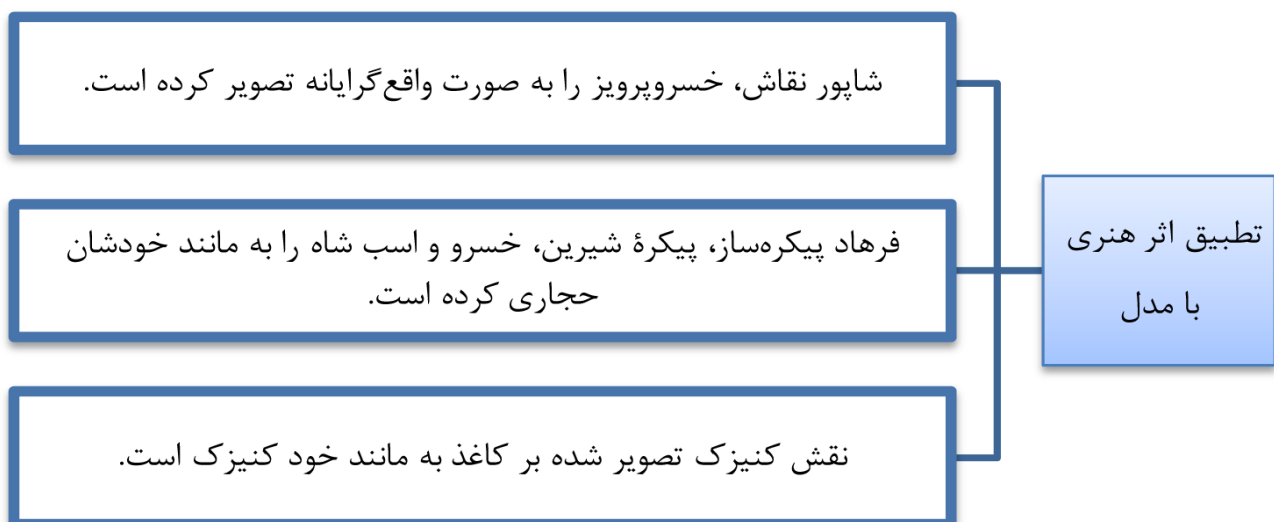 تطبیق اثر هنری
با مدل
شاپور نقاش، خسروپرویز را به صورت واقع‌گرایانه تصویر کرده است.
فرهاد پیکره‌ساز، پیکرۀ شیرین، خسرو و اسب شاه را به مانند خودشان
حجاری کرده است.
نقش کنیزک تصویر شده بر کاغذ به مانند خود کنیزک است.